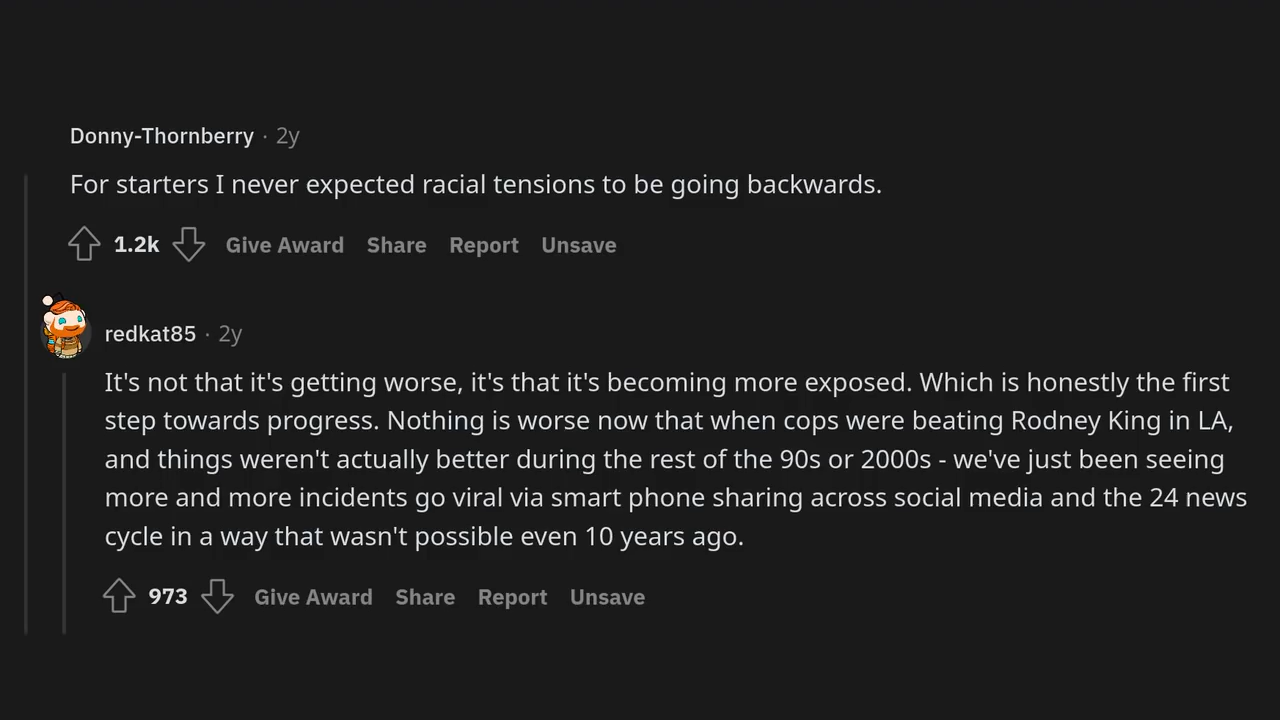 Donny-Thornberry · 2y
For starters I never expected racial tensions to be going backwards.
1.2k Give Award Share Report Unsave
redkat85 · 2y
It's not that it's getting worse, it's that it's becoming more exposed. Which is honestly the first
step towards progress. Nothing is worse now that when cops were beating Rodney King in LA,
and things weren't actually better during the rest of the 90s or 2000s - we've just been seeing
more and more incidents go viral via smart phone sharing across social media and the 24 news
cycle in a way that wasn't possible even 10 years ago.
973 Give Award Share Report Unsave